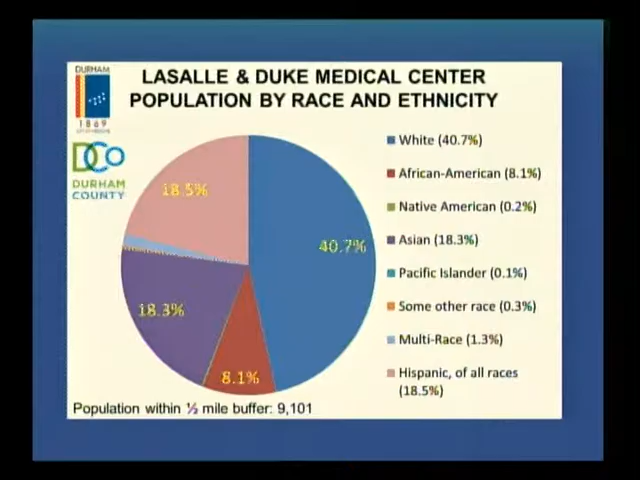 DURHAM
1869
LASALLE & DUKE MEDICAL CENTER
POPULATION BY RACE AND ETHNICITY
DCo
DURHAM
COUNTY
White (40.7%)
African-American (8.1%)
Native American (0.2%)
Asian (18.3%)
Pacific Islander (0.1%)
Some other race (0.3%)
Multi-Race (1.3%)
Hispanic, of all races
(18.5%)
18.5%
40.7%
18.3%
8.1%
Population within ½ mile buffer: 9,101